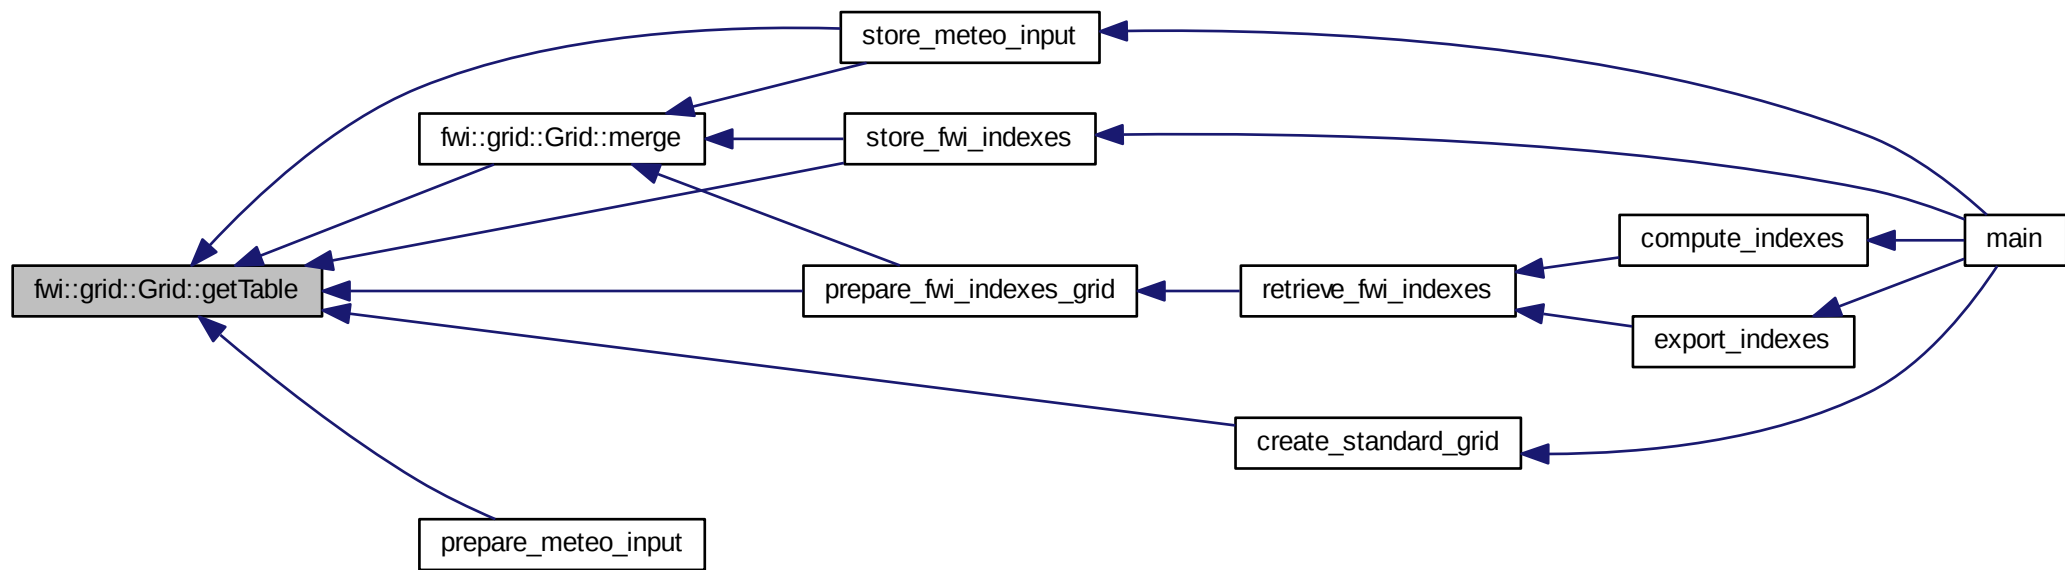 store_meteo_input
fwi::grid::Grid::merge
store_fwi_indexes
compute_indexes
main
fwi::grid::Grid::getTable
prepare_fwi_indexes_grid
retrieve_fwi_indexes
export_indexes
create_standard_grid
prepare_meteo_input